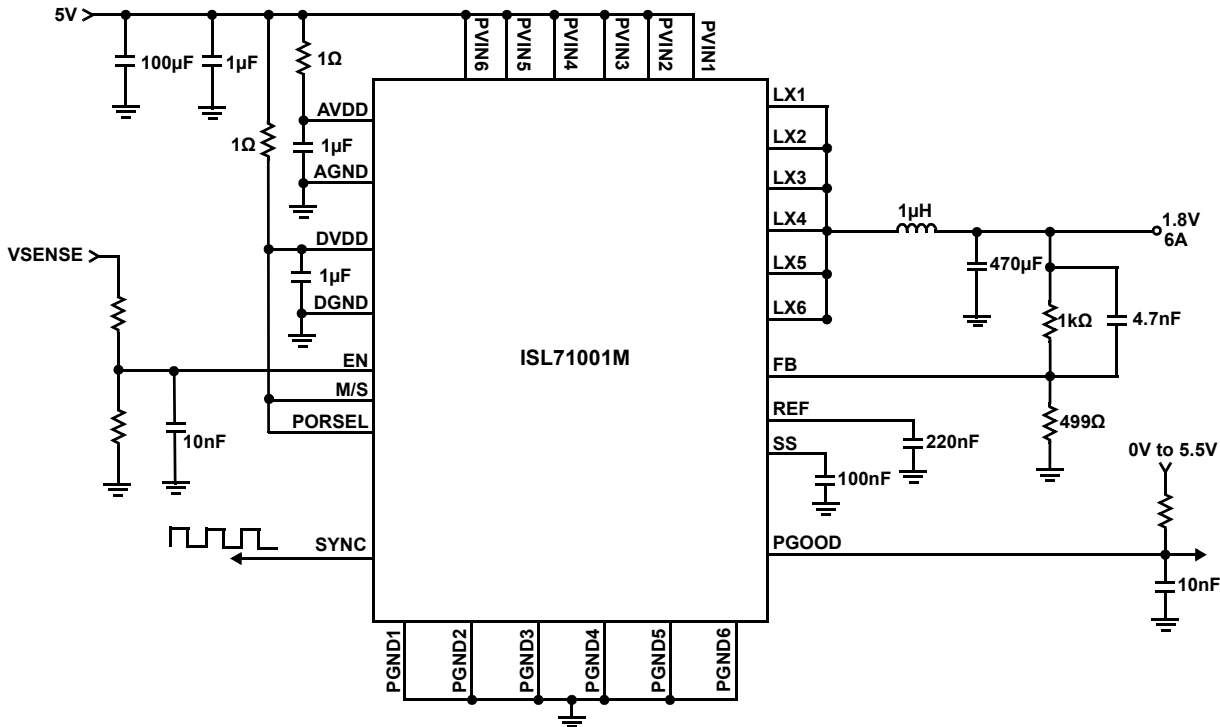 5V
100µF
1µF
1Ω
PVIN6
PVIN5
PVIN4
PVIN3
PVIN2
PVIN1
AVDD
1Ω
1µF
AGND
LX1
LX2
LX3
LX4
LX5
LX6
1µH
1.8V
6A
470µF
1kΩ
4.7nF
VSENSE
DVDD
1µF
DGND
ISL71001M
EN
M/S
PORSEL
10nF
FB
REF
499Ω
220nF
SS
100nF
0V to 5.5V
SYNC
PGOOD
10nF
PGND1
PGND2
PGND3
PGND4
PGND5
PGND6